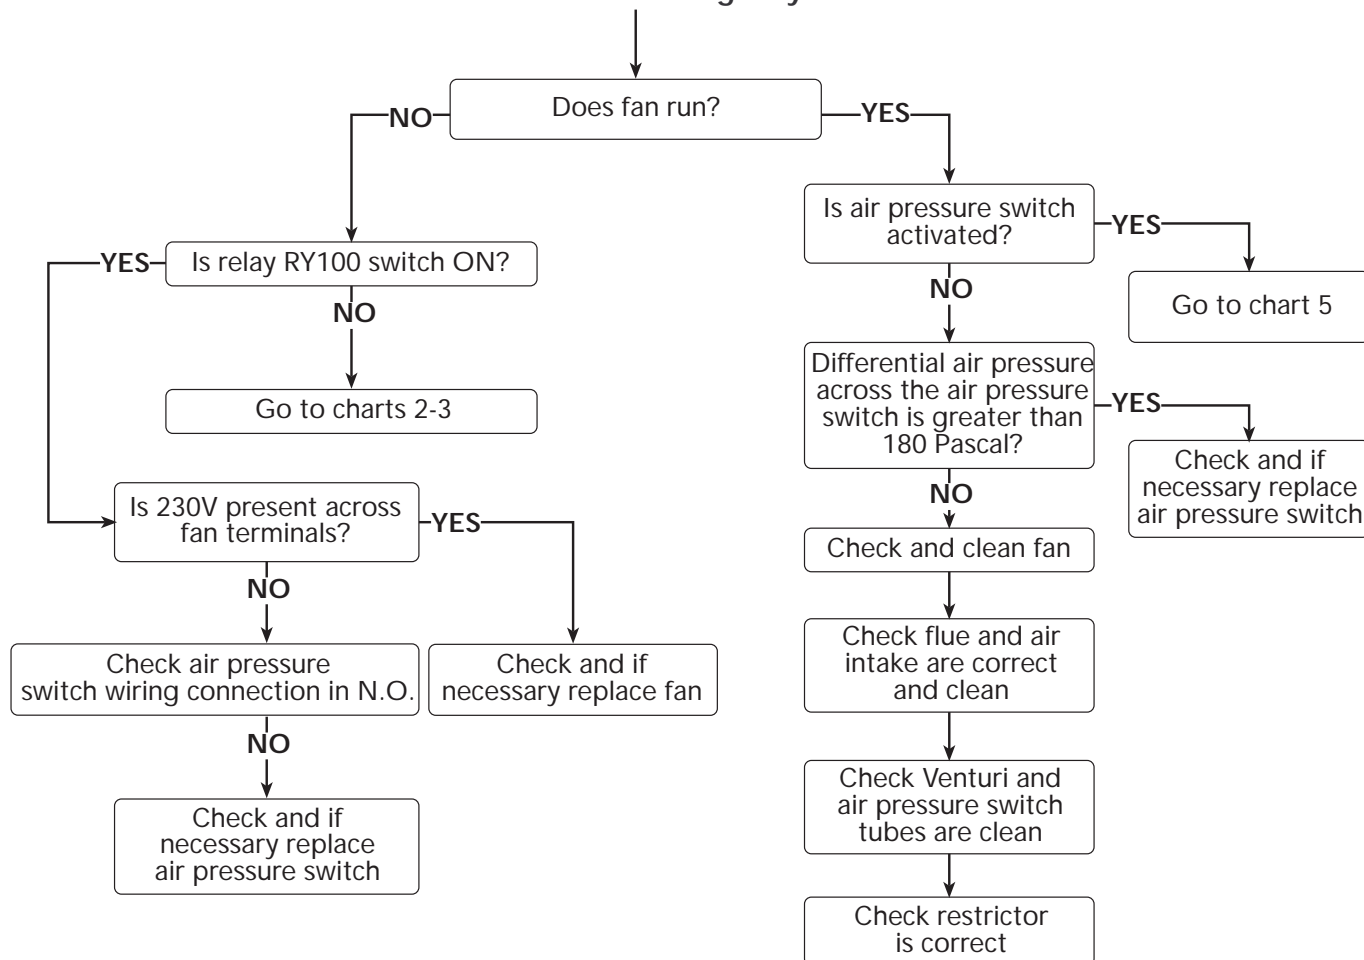 Does fan run?
NO
YES
Is air pressure switch
activated?
YES
Is relay RY100 switch ON?
YES
NO
NO
Go to chart 5
Differential air pressure
across the air pressure
switch is greater than
180 Pascal?
YES
Go to charts 2-3
Check and if
necessary replace
air pressure switch
NO
Is 230V present across
fan terminals?
YES
NO
Check and clean fan
Check air pressure
switch wiring connection in N.O.
Check and if
necessary replace fan
Check flue and air
intake are correct
and clean
NO
Check and if
necessary replace
air pressure switch
Check Venturi and
air pressure switch
tubes are clean
Check restrictor
is correct